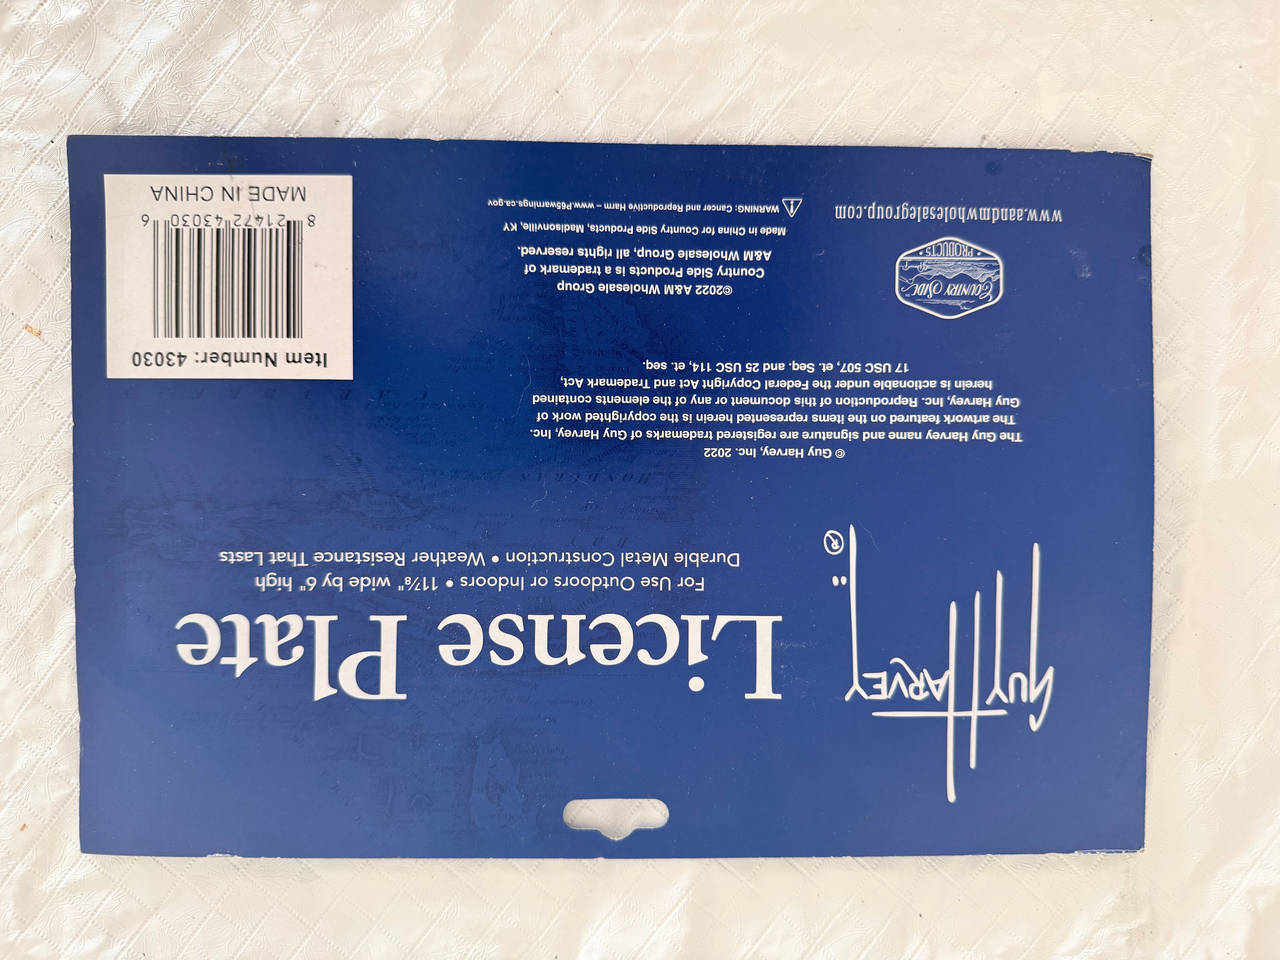 GUY HARVEY ®
License Plate
For Use Outdoors or Indoors • 11⅞" wide by 6" high
Durable Metal Construction • Weather Resistance That Lasts
© Guy Harvey, Inc. 2022
The Guy Harvey name and signature are registered trademarks of Guy Harvey, Inc.
The artwork featured on the items represented herein is the copyrighted work of
Guy Harvey, Inc. Reproduction of this document or any of the elements contained
herein is actionable under the Federal Copyright Act and Trademark Act,
17 USC 507, et. Seq. and 25 USC 114, et. seq.
COUNTRY SIDE
• PRODUCTS •
www.aandmwholesalegroup.com
©2022 A&M Wholesale Group
Country Side Products is a trademark of
A&M Wholesale Group, all rights reserved.
Made in China for Country Side Products, Madisonville, KY
WARNING: Cancer and Reproductive Harm – www.P65warnings.ca.gov
Item Number: 43030
8 21472 43030 6
MADE IN CHINA
HONDURAS